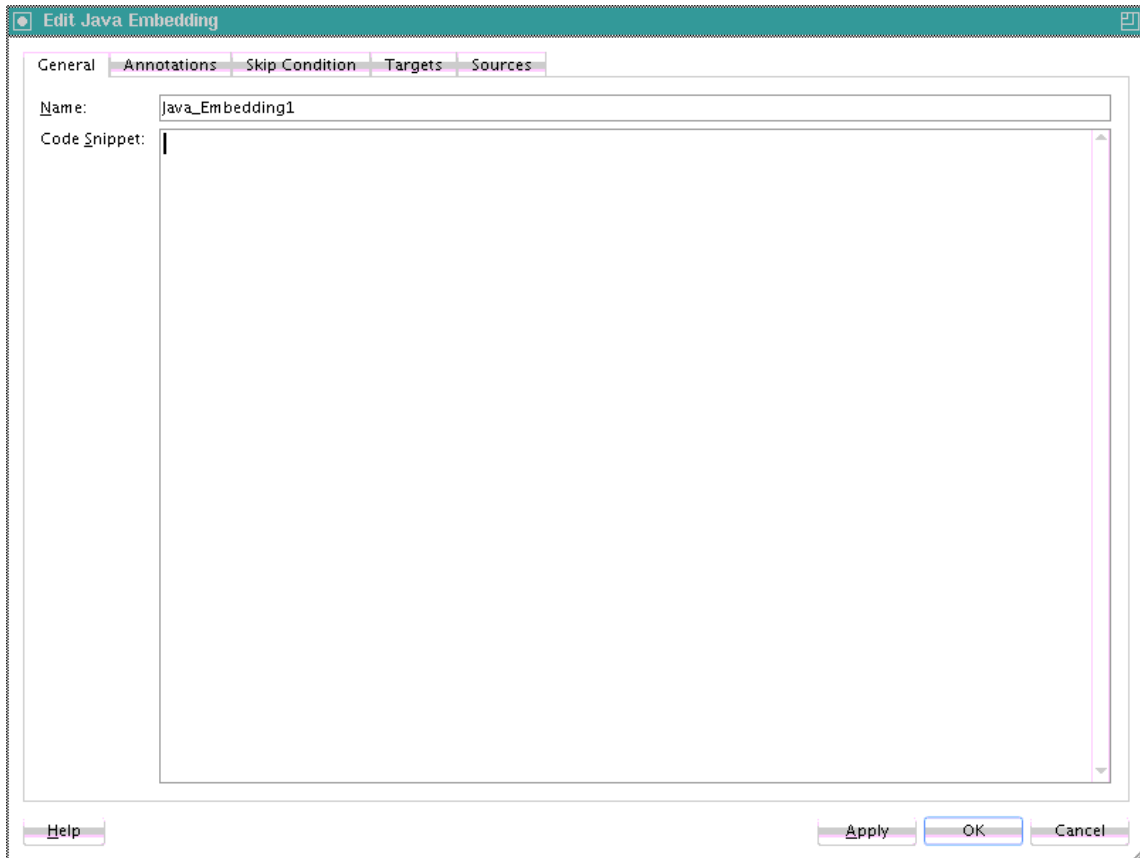 Edit Java Embedding
General Annotations Skip Condition Targets Sources
Name: Java_Embedding1
Code Snippet:
Help Apply OK Cancel